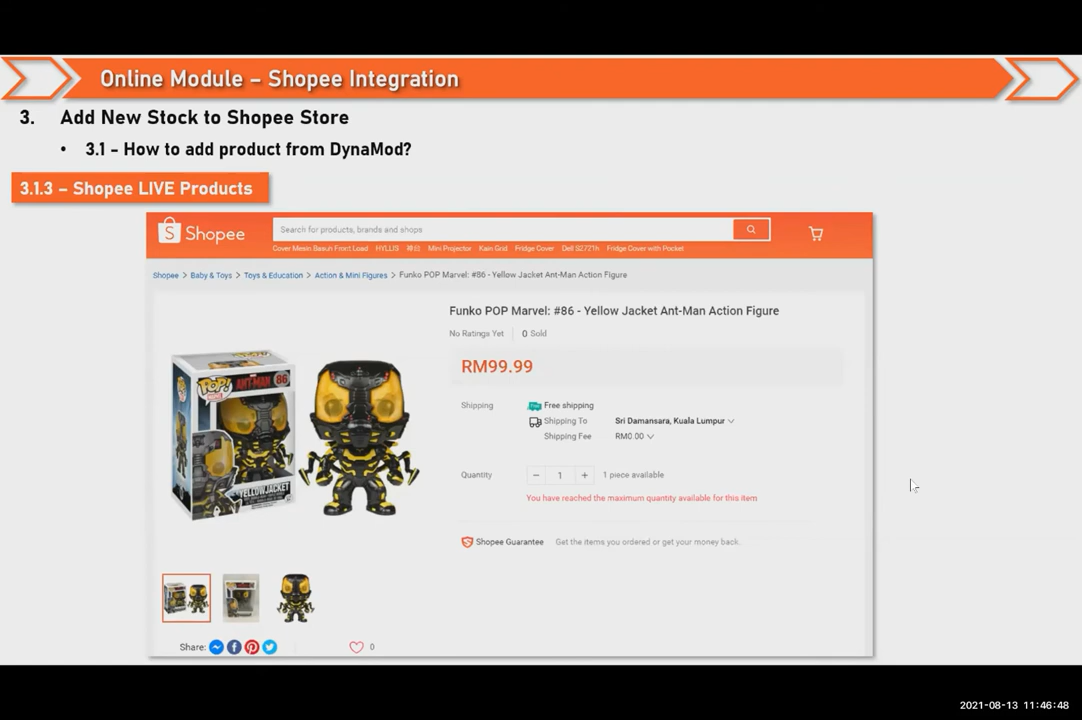 Online Module – Shopee Integration
3. Add New Stock to Shopee Store
• 3.1 - How to add product from DynaMod?
3.1.3 – Shopee LIVE Products
Shopee
Search for products, brands and shops
Cover Mesin Basuh Front Load HYLLIS 神台 Mini Projector Kain Grid Fridge Cover Dell S2721h Fridge Cover with Pocket
Shopee > Baby & Toys > Toys & Education > Action & Mini Figures > Funko POP Marvel: #86 - Yellow Jacket Ant-Man Action Figure
Funko POP Marvel: #86 - Yellow Jacket Ant-Man Action Figure
No Ratings Yet 0 Sold
RM99.99
Shipping Free shipping
Shipping To Sri Damansara, Kuala Lumpur
Shipping Fee RM0.00
Quantity − 1 + 1 piece available
You have reached the maximum quantity available for this item
Shopee Guarantee Get the items you ordered or get your money back.
POP!
ANT-MAN
86
YELLOWJACKET
Share: 0
2021-08-13 11:46:48